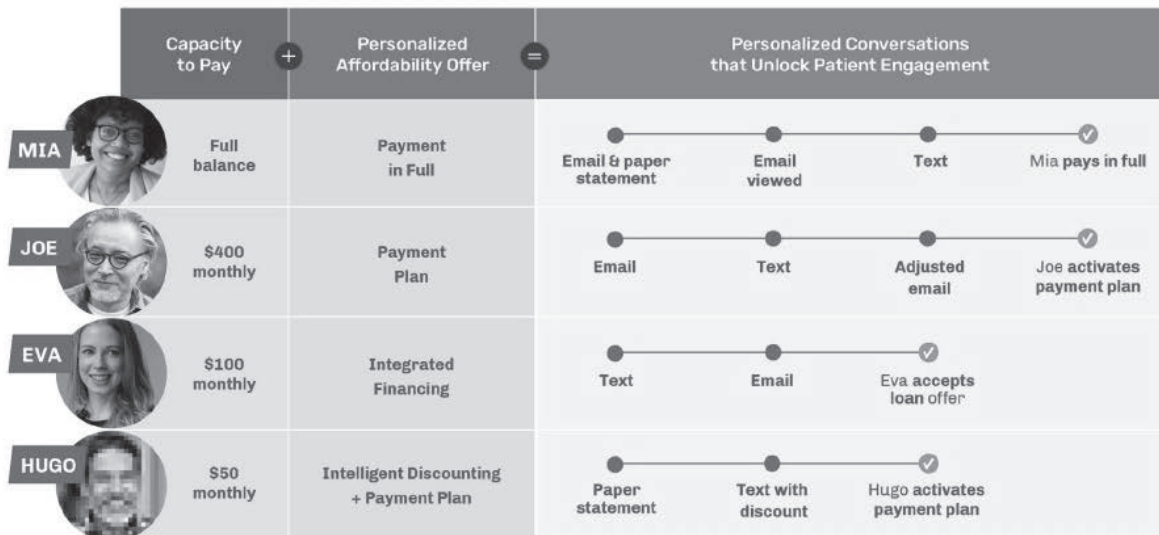 Capacity
to Pay
+
Personalized
Affordability Offer
=
Personalized Conversations
that Unlock Patient Engagement
MIA
Full
balance
Payment
in Full
Email & paper
statement
Email
viewed
Text
Mia pays in full
JOE
$400
monthly
Payment
Plan
Email
Text
Adjusted
email
Joe activates
payment plan
EVA
$100
monthly
Integrated
Financing
Text
Email
Eva accepts
loan offer
HUGO
$50
monthly
Intelligent Discounting
+ Payment Plan
Paper
statement
Text with
discount
Hugo activates
payment plan